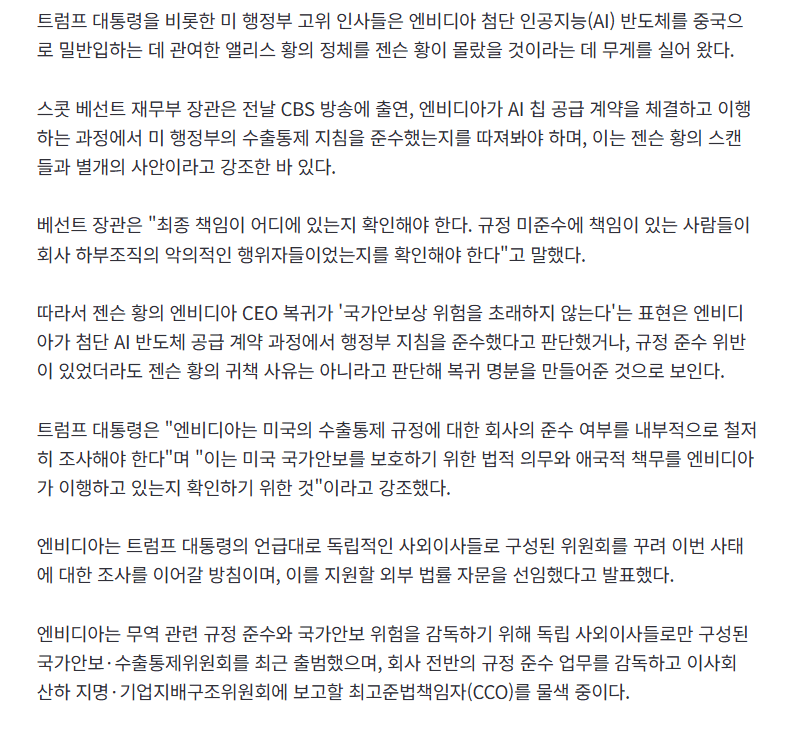 트럼프 대통령을 비롯한 미 행정부 고위 인사들은 엔비디아 첨단 인공지능(AI) 반도체를 중국으
로 밀반입하는 데 관여한 앨리스 황의 정체를 젠슨 황이 몰랐을 것이라는 데 무게를 실어 왔다.
스콧 베선트 재무부 장관은 전날 CBS 방송에 출연, 엔비디아가 AI 칩 공급 계약을 체결하고 이행
하는 과정에서 미 행정부의 수출통제 지침을 준수했는지를 따져봐야 하며, 이는 젠슨 황의 스캔
들과 별개의 사안이라고 강조한 바 있다.
베선트 장관은 "최종 책임이 어디에 있는지 확인해야 한다. 규정 미준수에 책임이 있는 사람들이
회사 하부조직의 악의적인 행위자들이었는지를 확인해야 한다"고 말했다.
따라서 젠슨 황의 엔비디아 CEO 복귀가 '국가안보상 위험을 초래하지 않는다'는 표현은 엔비디
아가 첨단 AI 반도체 공급 계약 과정에서 행정부 지침을 준수했다고 판단했거나, 규정 준수 위반
이 있었더라도 젠슨 황의 귀책 사유는 아니라고 판단해 복귀 명분을 만들어준 것으로 보인다.
트럼프 대통령은 "엔비디아는 미국의 수출통제 규정에 대한 회사의 준수 여부를 내부적으로 철저
히 조사해야 한다"며 "이는 미국 국가안보를 보호하기 위한 법적 의무와 애국적 책무를 엔비디아
가 이행하고 있는지 확인하기 위한 것"이라고 강조했다.
엔비디아는 트럼프 대통령의 언급대로 독립적인 사외이사들로 구성된 위원회를 꾸려 이번 사태
에 대한 조사를 이어갈 방침이며, 이를 지원할 외부 법률 자문을 선임했다고 발표했다.
엔비디아는 무역 관련 규정 준수와 국가안보 위험을 감독하기 위해 독립 사외이사들로만 구성된
국가안보·수출통제위원회를 최근 출범했으며, 회사 전반의 규정 준수 업무를 감독하고 이사회
산하 지명·기업지배구조위원회에 보고할 최고준법책임자(CCO)를 물색 중이다.